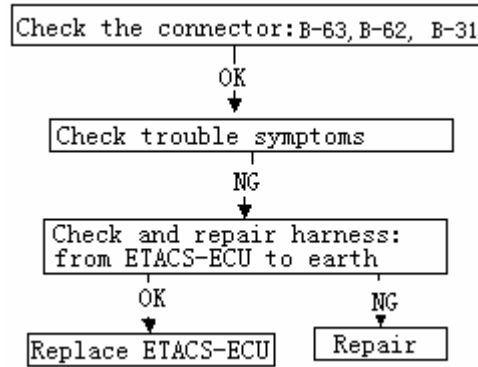 Check the connector: B-63, B-62, B-31
OK
Check trouble symptoms
NG
Check and repair harness:
from ETACS-ECU to earth
OK
NG
Replace ETACS-ECU
Repair